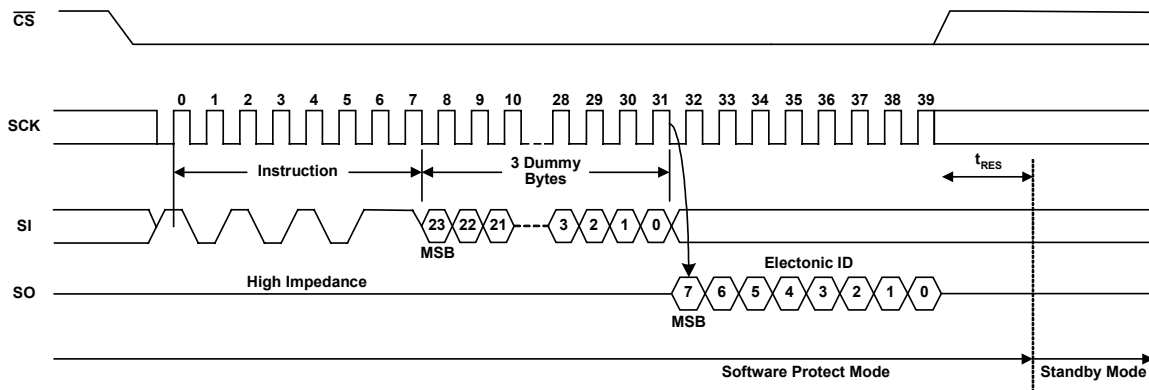 CS
0 1 2 3 4 5 6 7 8 9 10 28 29 30 31 32 33 34 35 36 37 38 39
SCK
Instruction
3 Dummy
Bytes
tRES
SI
23 22 21 3 2 1 0
MSB
High Impedance
Electonic ID
SO
7 6 5 4 3 2 1 0
MSB
Software Protect Mode
Standby Mode